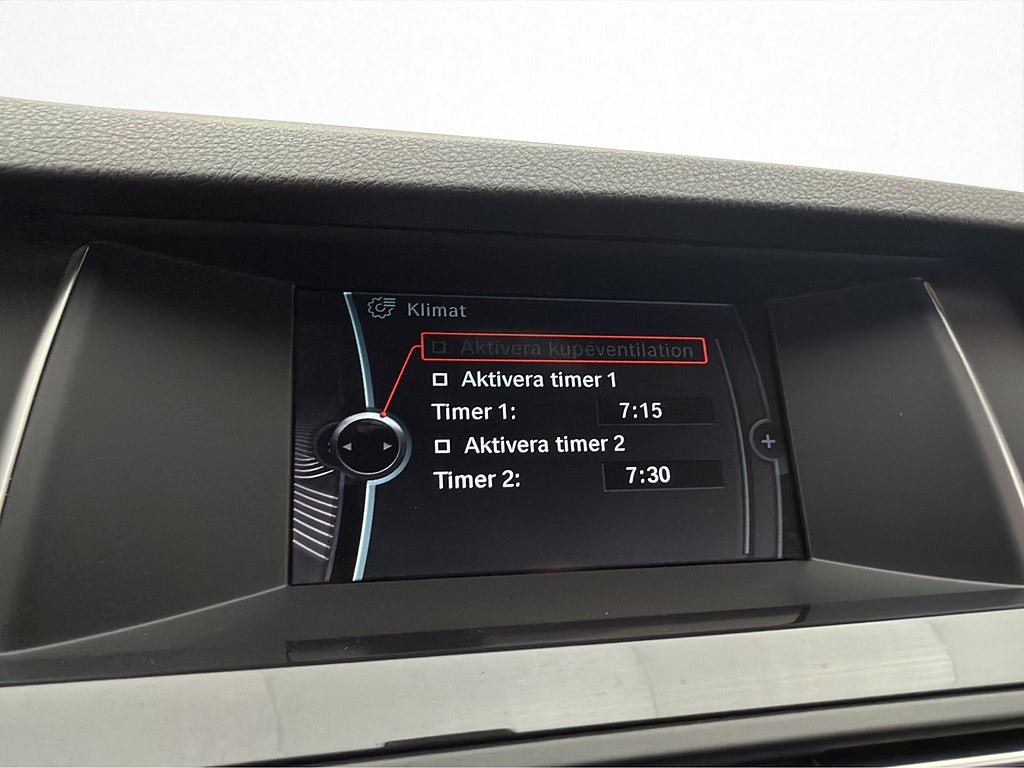 Klimat
Aktivera kupéventilation
Aktivera timer 1
Timer 1: 7:15
Aktivera timer 2
Timer 2: 7:30